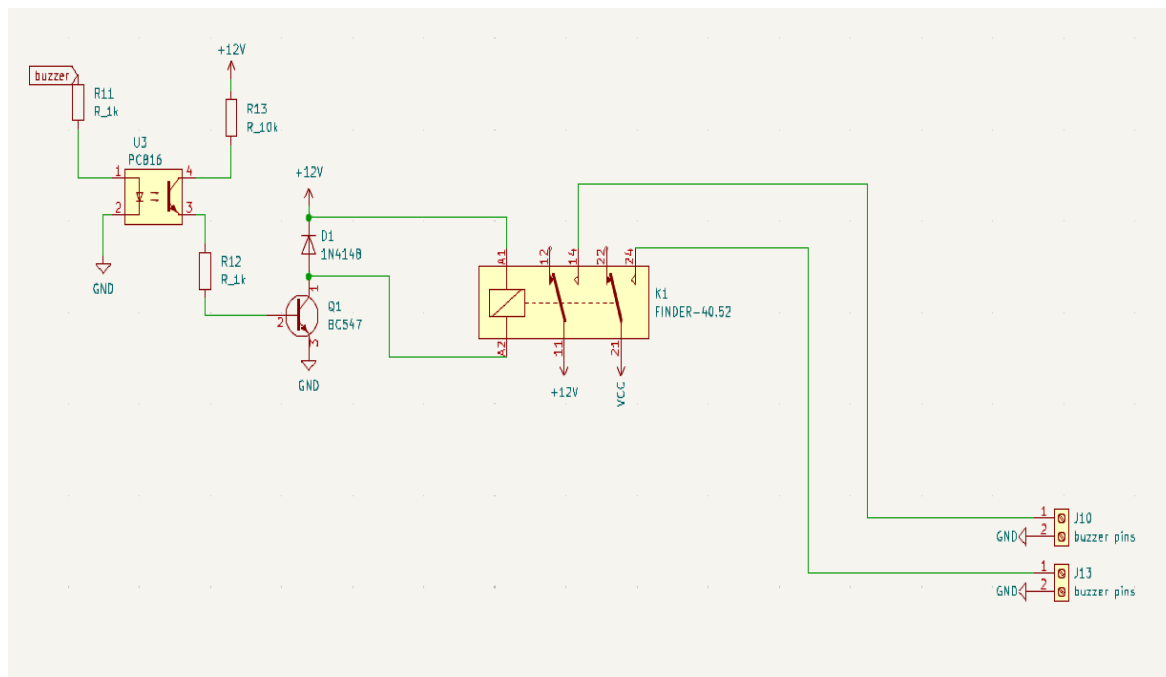 +12V
buzzer
R11
R_1k
R13
R_10k
U3
PC816
1
4
2
3
+12V
GND
R12
R_1k
D1
1N4148
1
Q1
BC547
2
3
GND
A1
12
14
22
24
K1
FINDER-40.52
A2
11
21
+12V
VCC
1
J10
GND
2
buzzer pins
1
J13
GND
2
buzzer pins